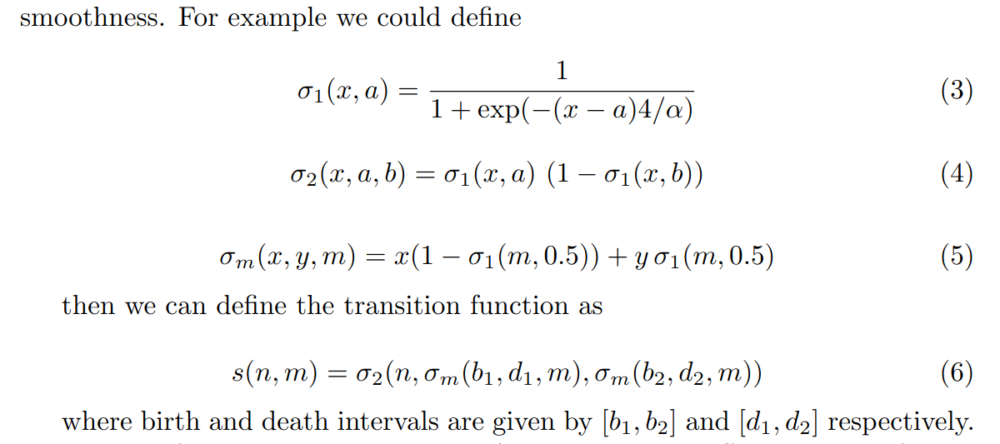 smoothness. For example we could define
σ₁(x, a) = 1 / (1 + exp(−(x − a)4/α)) (3)
σ₂(x, a, b) = σ₁(x, a) (1 − σ₁(x, b)) (4)
σₘ(x, y, m) = x(1 − σ₁(m, 0.5)) + y σ₁(m, 0.5) (5)
then we can define the transition function as
s(n, m) = σ₂(n, σₘ(b₁, d₁, m), σₘ(b₂, d₂, m)) (6)
where birth and death intervals are given by [b₁, b₂] and [d₁, d₂] respectively.